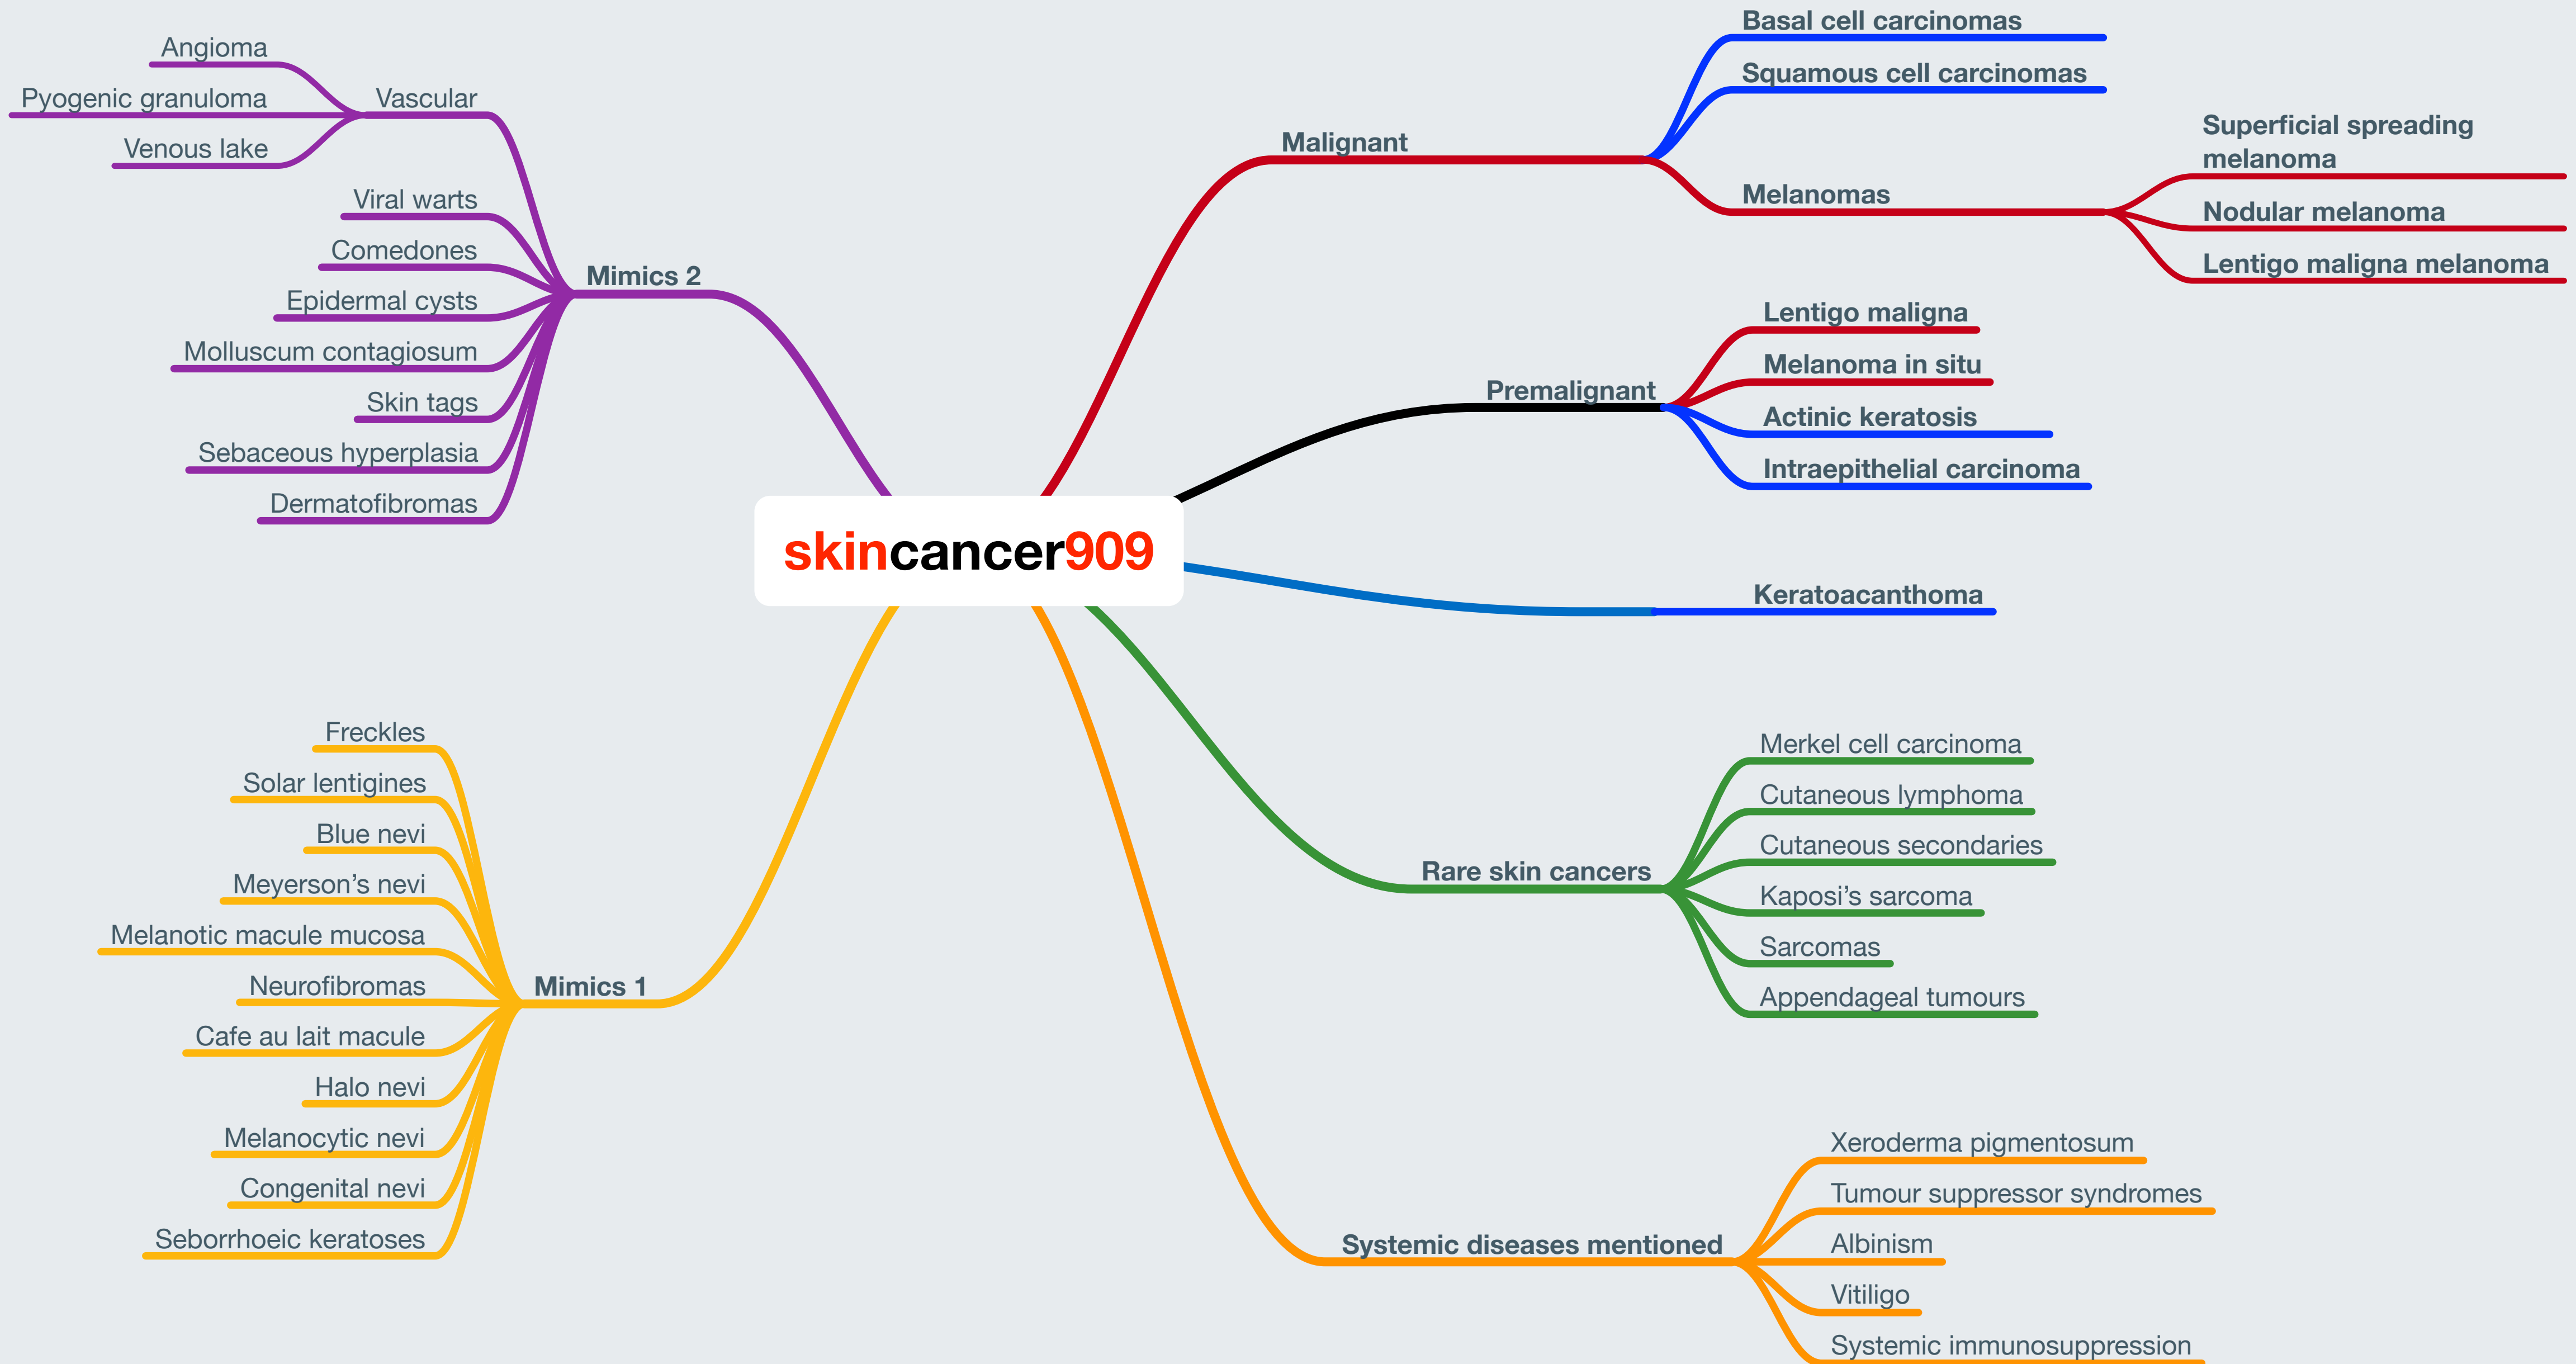 skincancer909
Malignant
Basal cell carcinomas
Squamous cell carcinomas
Melanomas
Superficial spreading
melanoma
Nodular melanoma
Lentigo maligna melanoma
Premalignant
Lentigo maligna
Melanoma in situ
Actinic keratosis
Intraepithelial carcinoma
Keratoacanthoma
Rare skin cancers
Merkel cell carcinoma
Cutaneous lymphoma
Cutaneous secondaries
Kaposi’s sarcoma
Sarcomas
Appendageal tumours
Systemic diseases mentioned
Xeroderma pigmentosum
Tumour suppressor syndromes
Albinism
Vitiligo
Systemic immunosuppression
Mimics 2
Vascular
Angioma
Pyogenic granuloma
Venous lake
Viral warts
Comedones
Epidermal cysts
Molluscum contagiosum
Skin tags
Sebaceous hyperplasia
Dermatofibromas
Mimics 1
Freckles
Solar lentigines
Blue nevi
Meyerson’s nevi
Melanotic macule mucosa
Neurofibromas
Cafe au lait macule
Halo nevi
Melanocytic nevi
Congenital nevi
Seborrhoeic keratoses